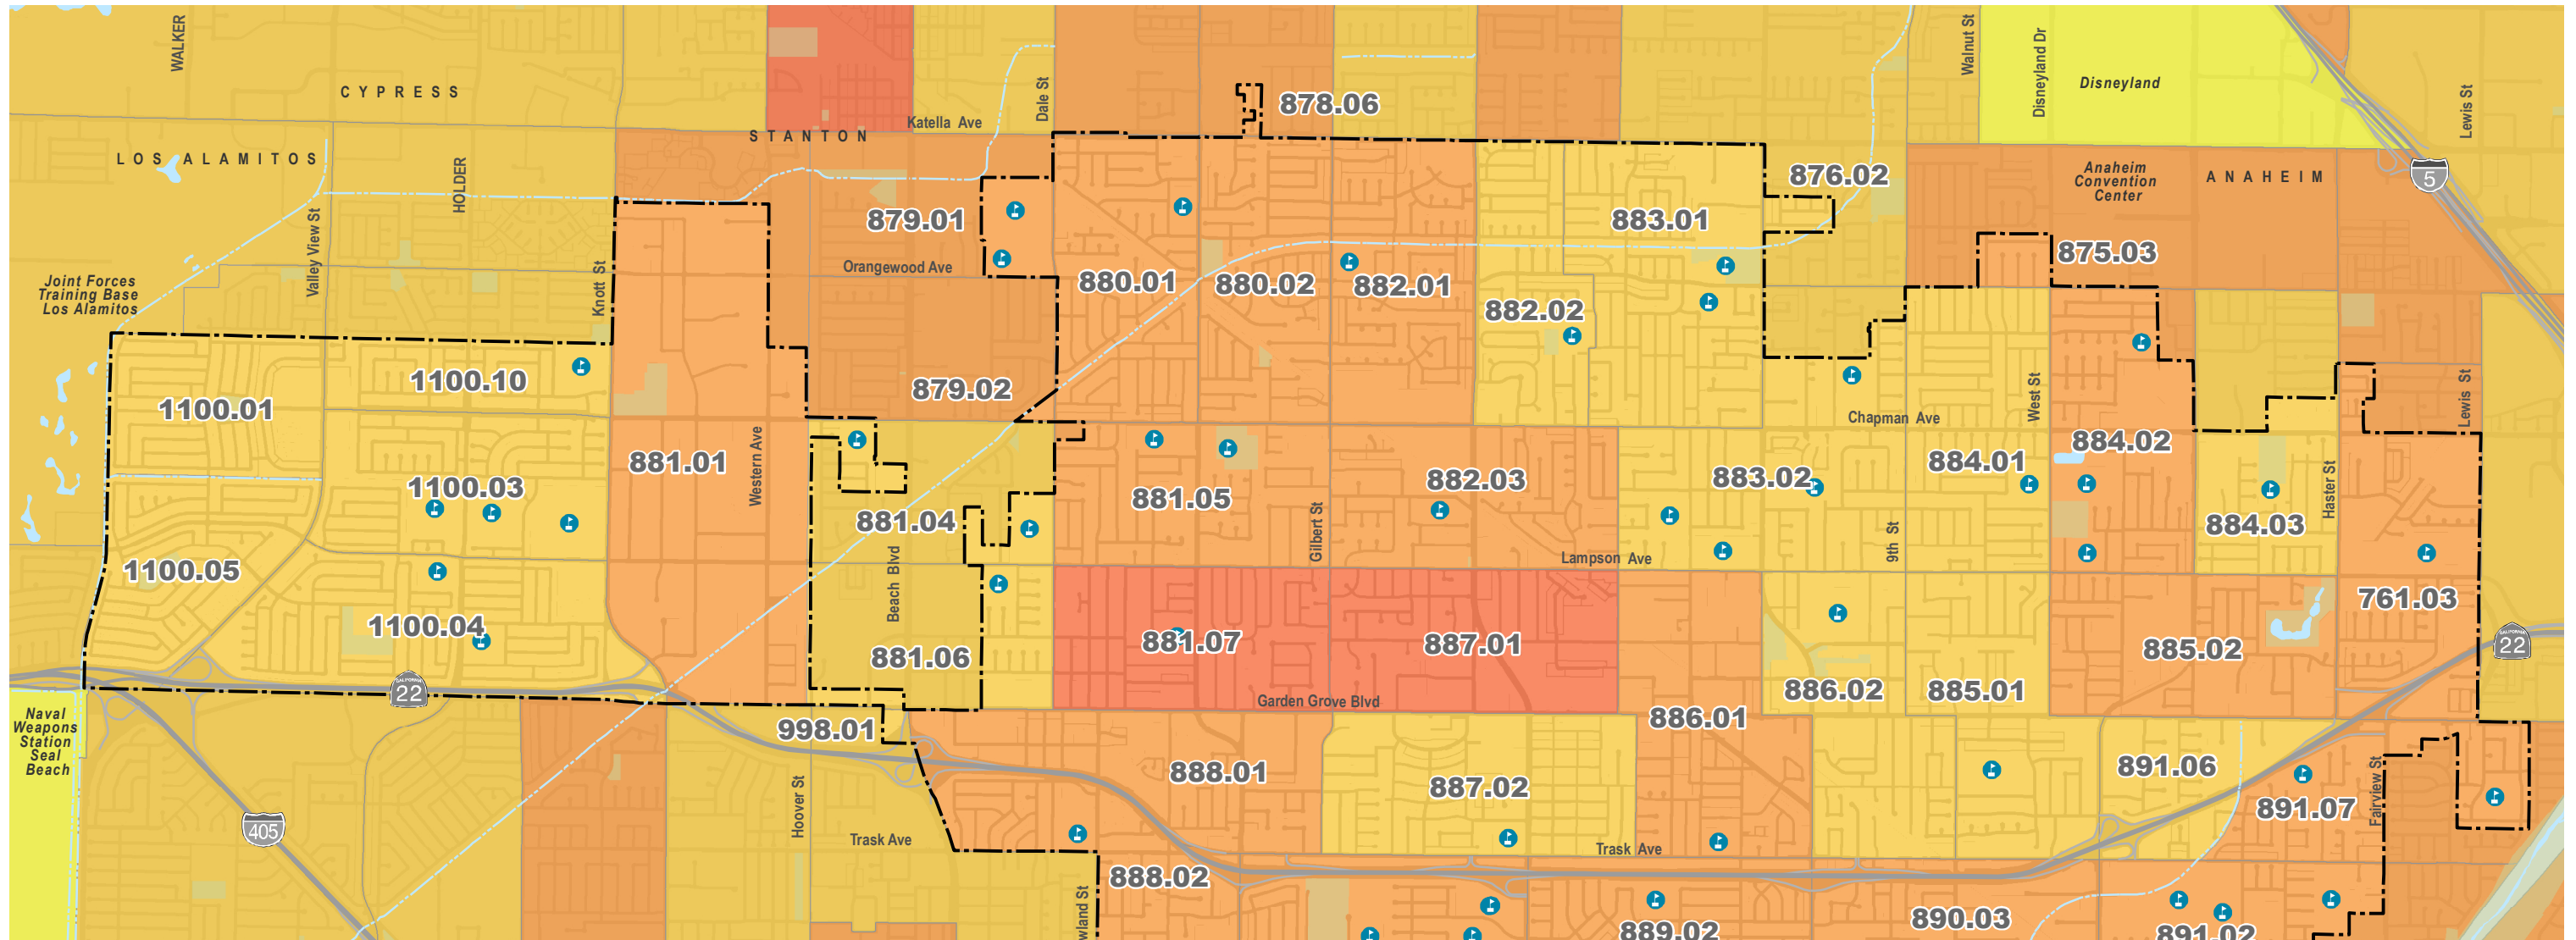 WALKER
CYPRESS
LOS ALAMITOS
HOLDER
Valley View St
Knott St
Joint Forces
Training Base
Los Alamitos
STANTON
Katella Ave
Dale St
878.06
879.01
Orangewood Ave
880.01
880.02
882.01
882.02
883.01
876.02
Walnut St
Disneyland Dr
Disneyland
Lewis St
5
Anaheim
Convention
Center
ANAHEIM
875.03
1100.01
1100.10
879.02
1100.03
881.01
Western Ave
881.04
Beach Blvd
881.05
Gilbert St
882.03
Lampson Ave
883.02
Chapman Ave
9th St
884.01
West St
884.02
884.03
Haster St
Lewis St
1100.05
1100.04
CALIFORNIA
22
881.06
881.07
887.01
Garden Grove Blvd
886.01
886.02
885.01
885.02
761.03
CALIFORNIA
22
Naval
Weapons
Station
Seal
Beach
405
998.01
Hoover St
Trask Ave
888.01
887.02
Trask Ave
891.06
891.07
Fairview St
888.02
wland St
889.02
890.03
891.02